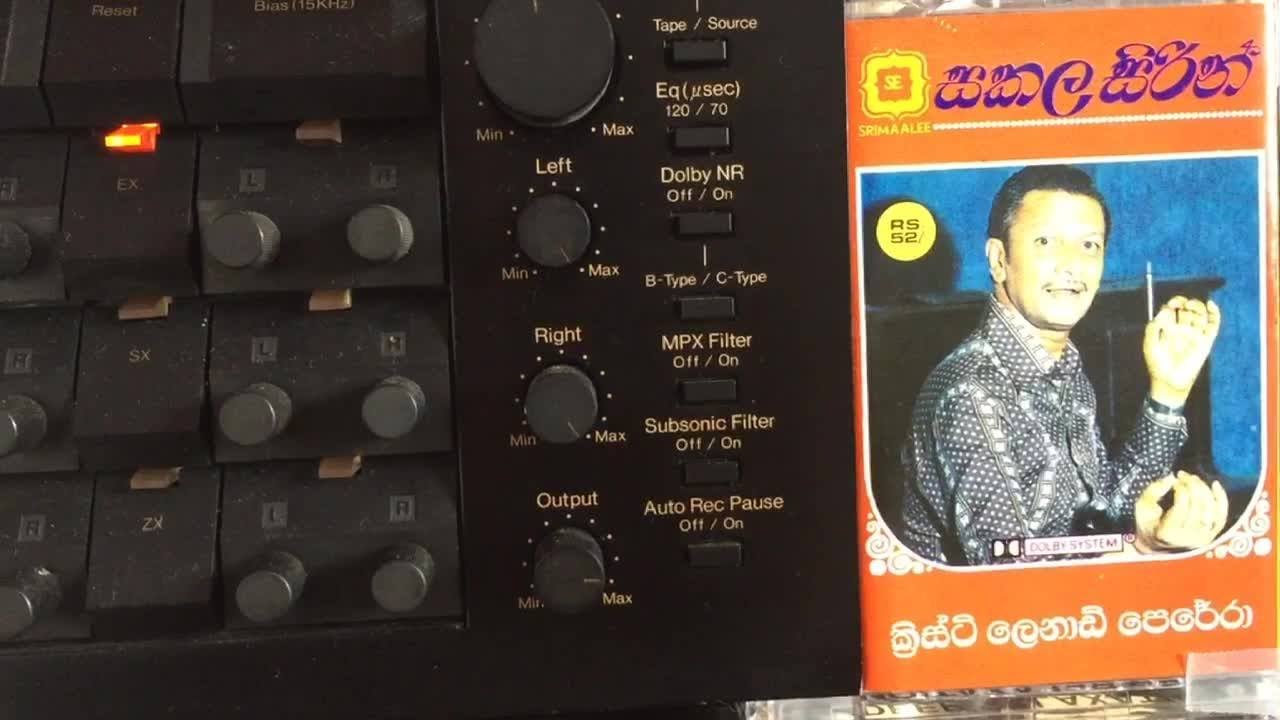 Reset
Bias (15KHz)
EX
L
R
R
SX
L
R
R
ZX
L
R
R
Min
Max
Left
Min
Max
Right
Min
Max
Output
Min
Max
Tape / Source
Eq (μsec)
120 / 70
Dolby NR
Off / On
B-Type / C-Type
MPX Filter
Off / On
Subsonic Filter
Off / On
Auto Rec Pause
Off / On
SE
SRIMAALEE
සකල සිරින්
RS
52/
DOLBY SYSTEM ®
ක්‍රිස්ටි ලෙනාඩ් පෙරේරා